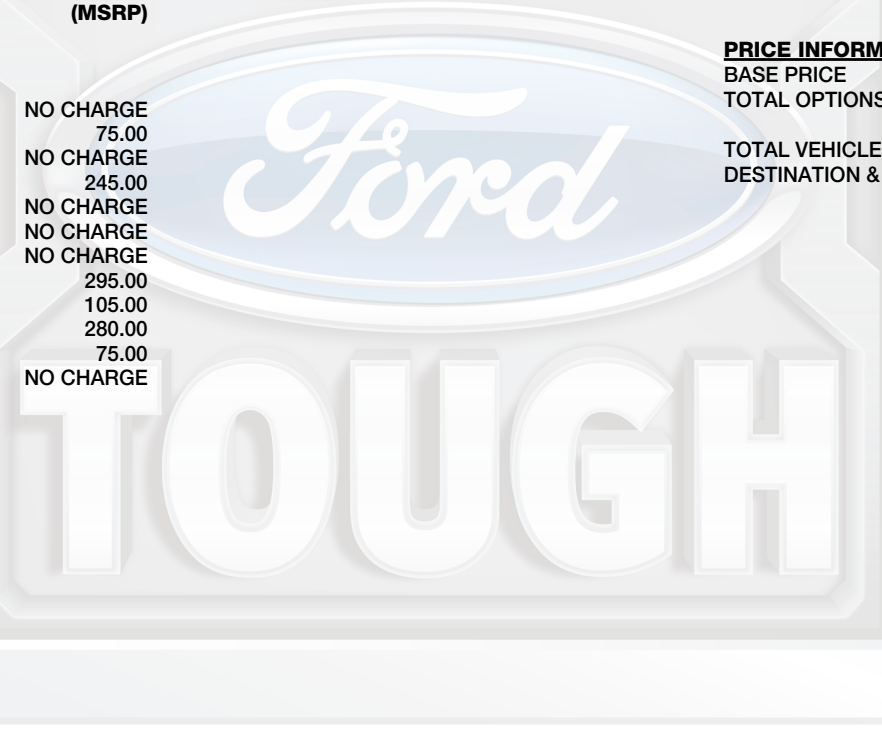 (MSRP)
NO CHARGE
75.00
NO CHARGE
245.00
NO CHARGE
NO CHARGE
NO CHARGE
295.00
105.00
280.00
75.00
NO CHARGE
PRICE INFORM
BASE PRICE
TOTAL OPTIONS
TOTAL VEHICLE
DESTINATION &
Ford
TOUGH